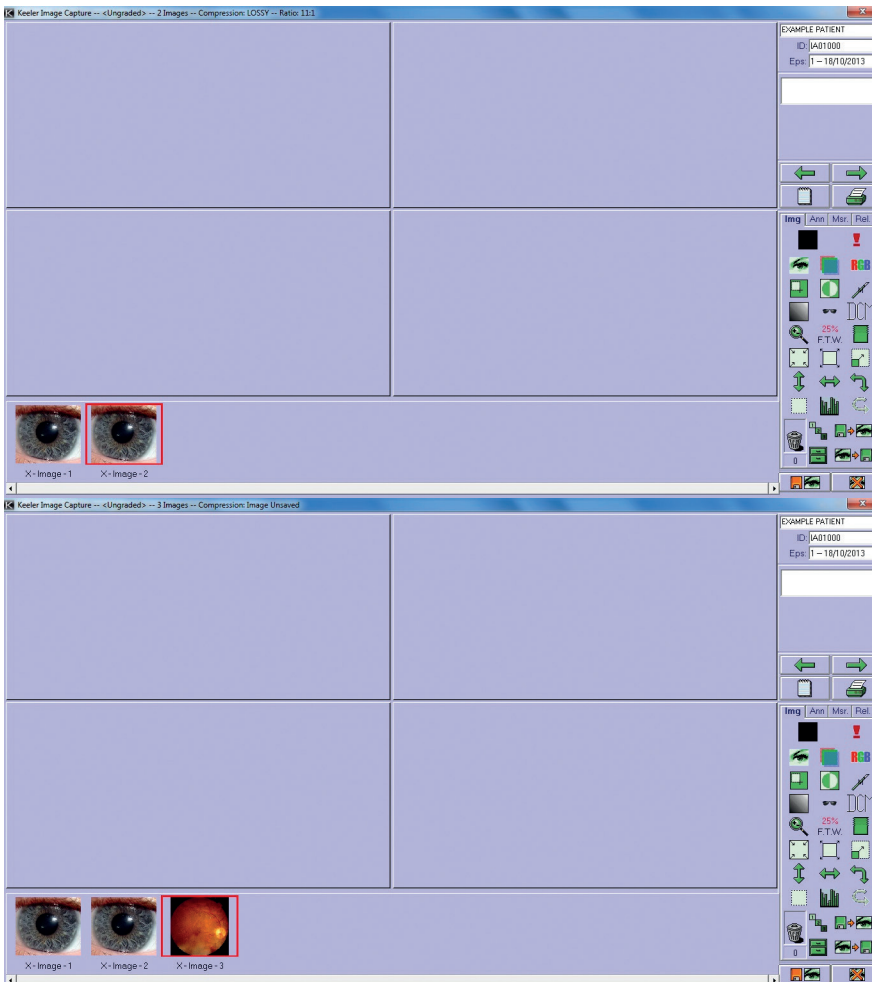 Keeler Image Capture -- <Ungraded> -- 2 Images -- Compression: LOSSY -- Ratio: 11:1
EXAMPLE PATIENT
ID: IA01000
Eps: 1 -- 18/10/2013
Img Ann Msr. Rel.
RGB
DCM
25%
F.T.W.
0
X-Image-1 X-Image-2
Keeler Image Capture -- <Ungraded> -- 3 Images -- Compression: Image Unsaved
EXAMPLE PATIENT
ID: IA01000
Eps: 1 -- 18/10/2013
Img Ann Msr. Rel.
RGB
DCM
25%
F.T.W.
0
X-Image-1 X-Image-2 X-Image-3